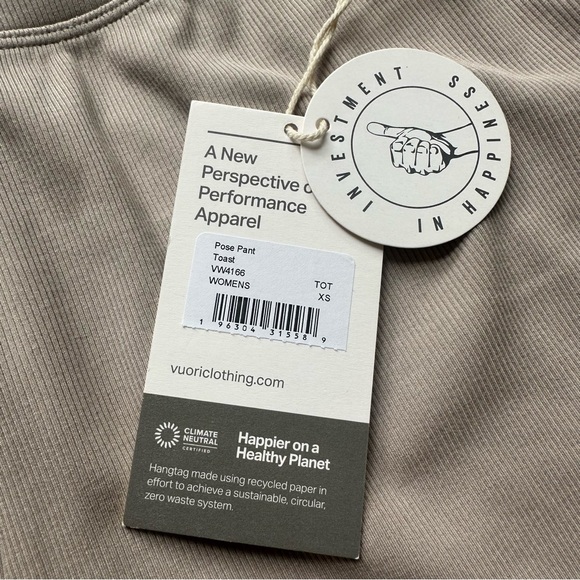 INVESTMENT IN HAPPINESS
A New
Perspective
Performance
Apparel
Pose Pant
Toast
VW4166 TOT
WOMENS XS
1 96304 31558 9
vuoriclothing.com
CLIMATE
NEUTRAL
CERTIFIED
Happier on a
Healthy Planet
Hangtag made using recycled paper in
effort to achieve a sustainable, circular,
zero waste system.